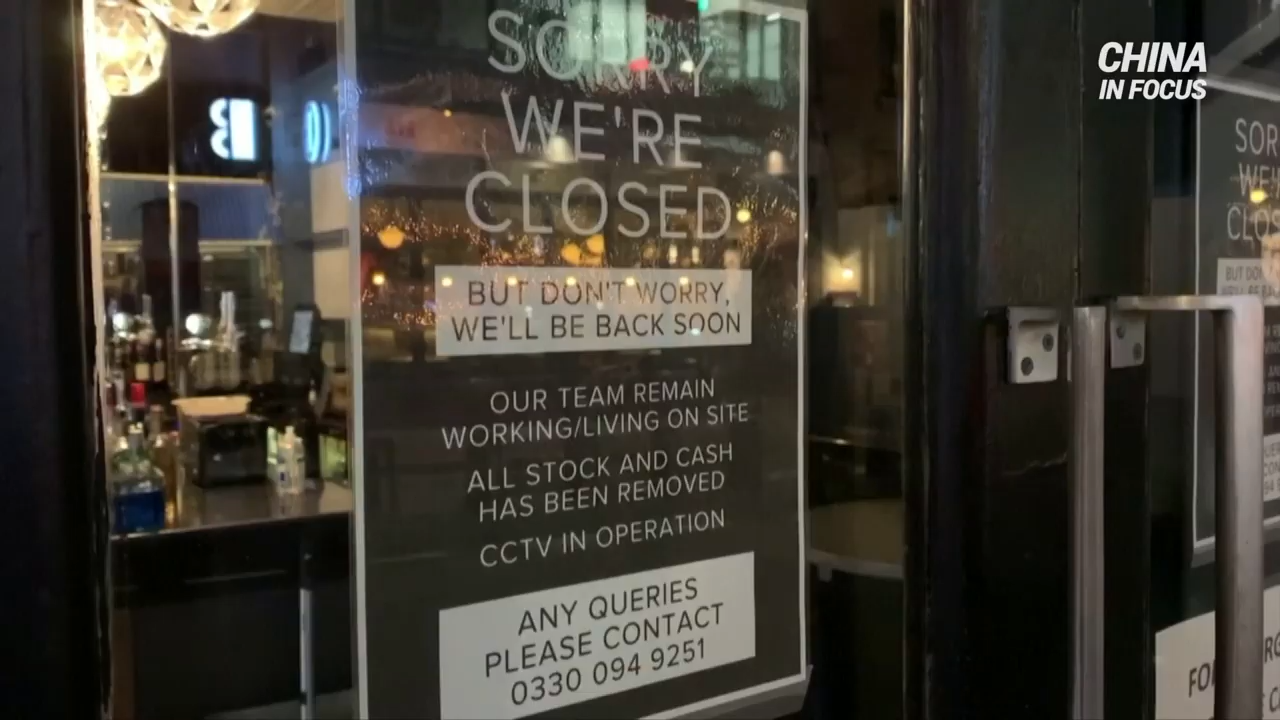 CHINA
IN FOCUS
SORRY
WE'RE
CLOSED
BUT DON'T WORRY,
WE'LL BE BACK SOON
OUR TEAM REMAIN
WORKING/LIVING ON SITE
ALL STOCK AND CASH
HAS BEEN REMOVED
CCTV IN OPERATION
ANY QUERIES
PLEASE CONTACT
0330 094 9251